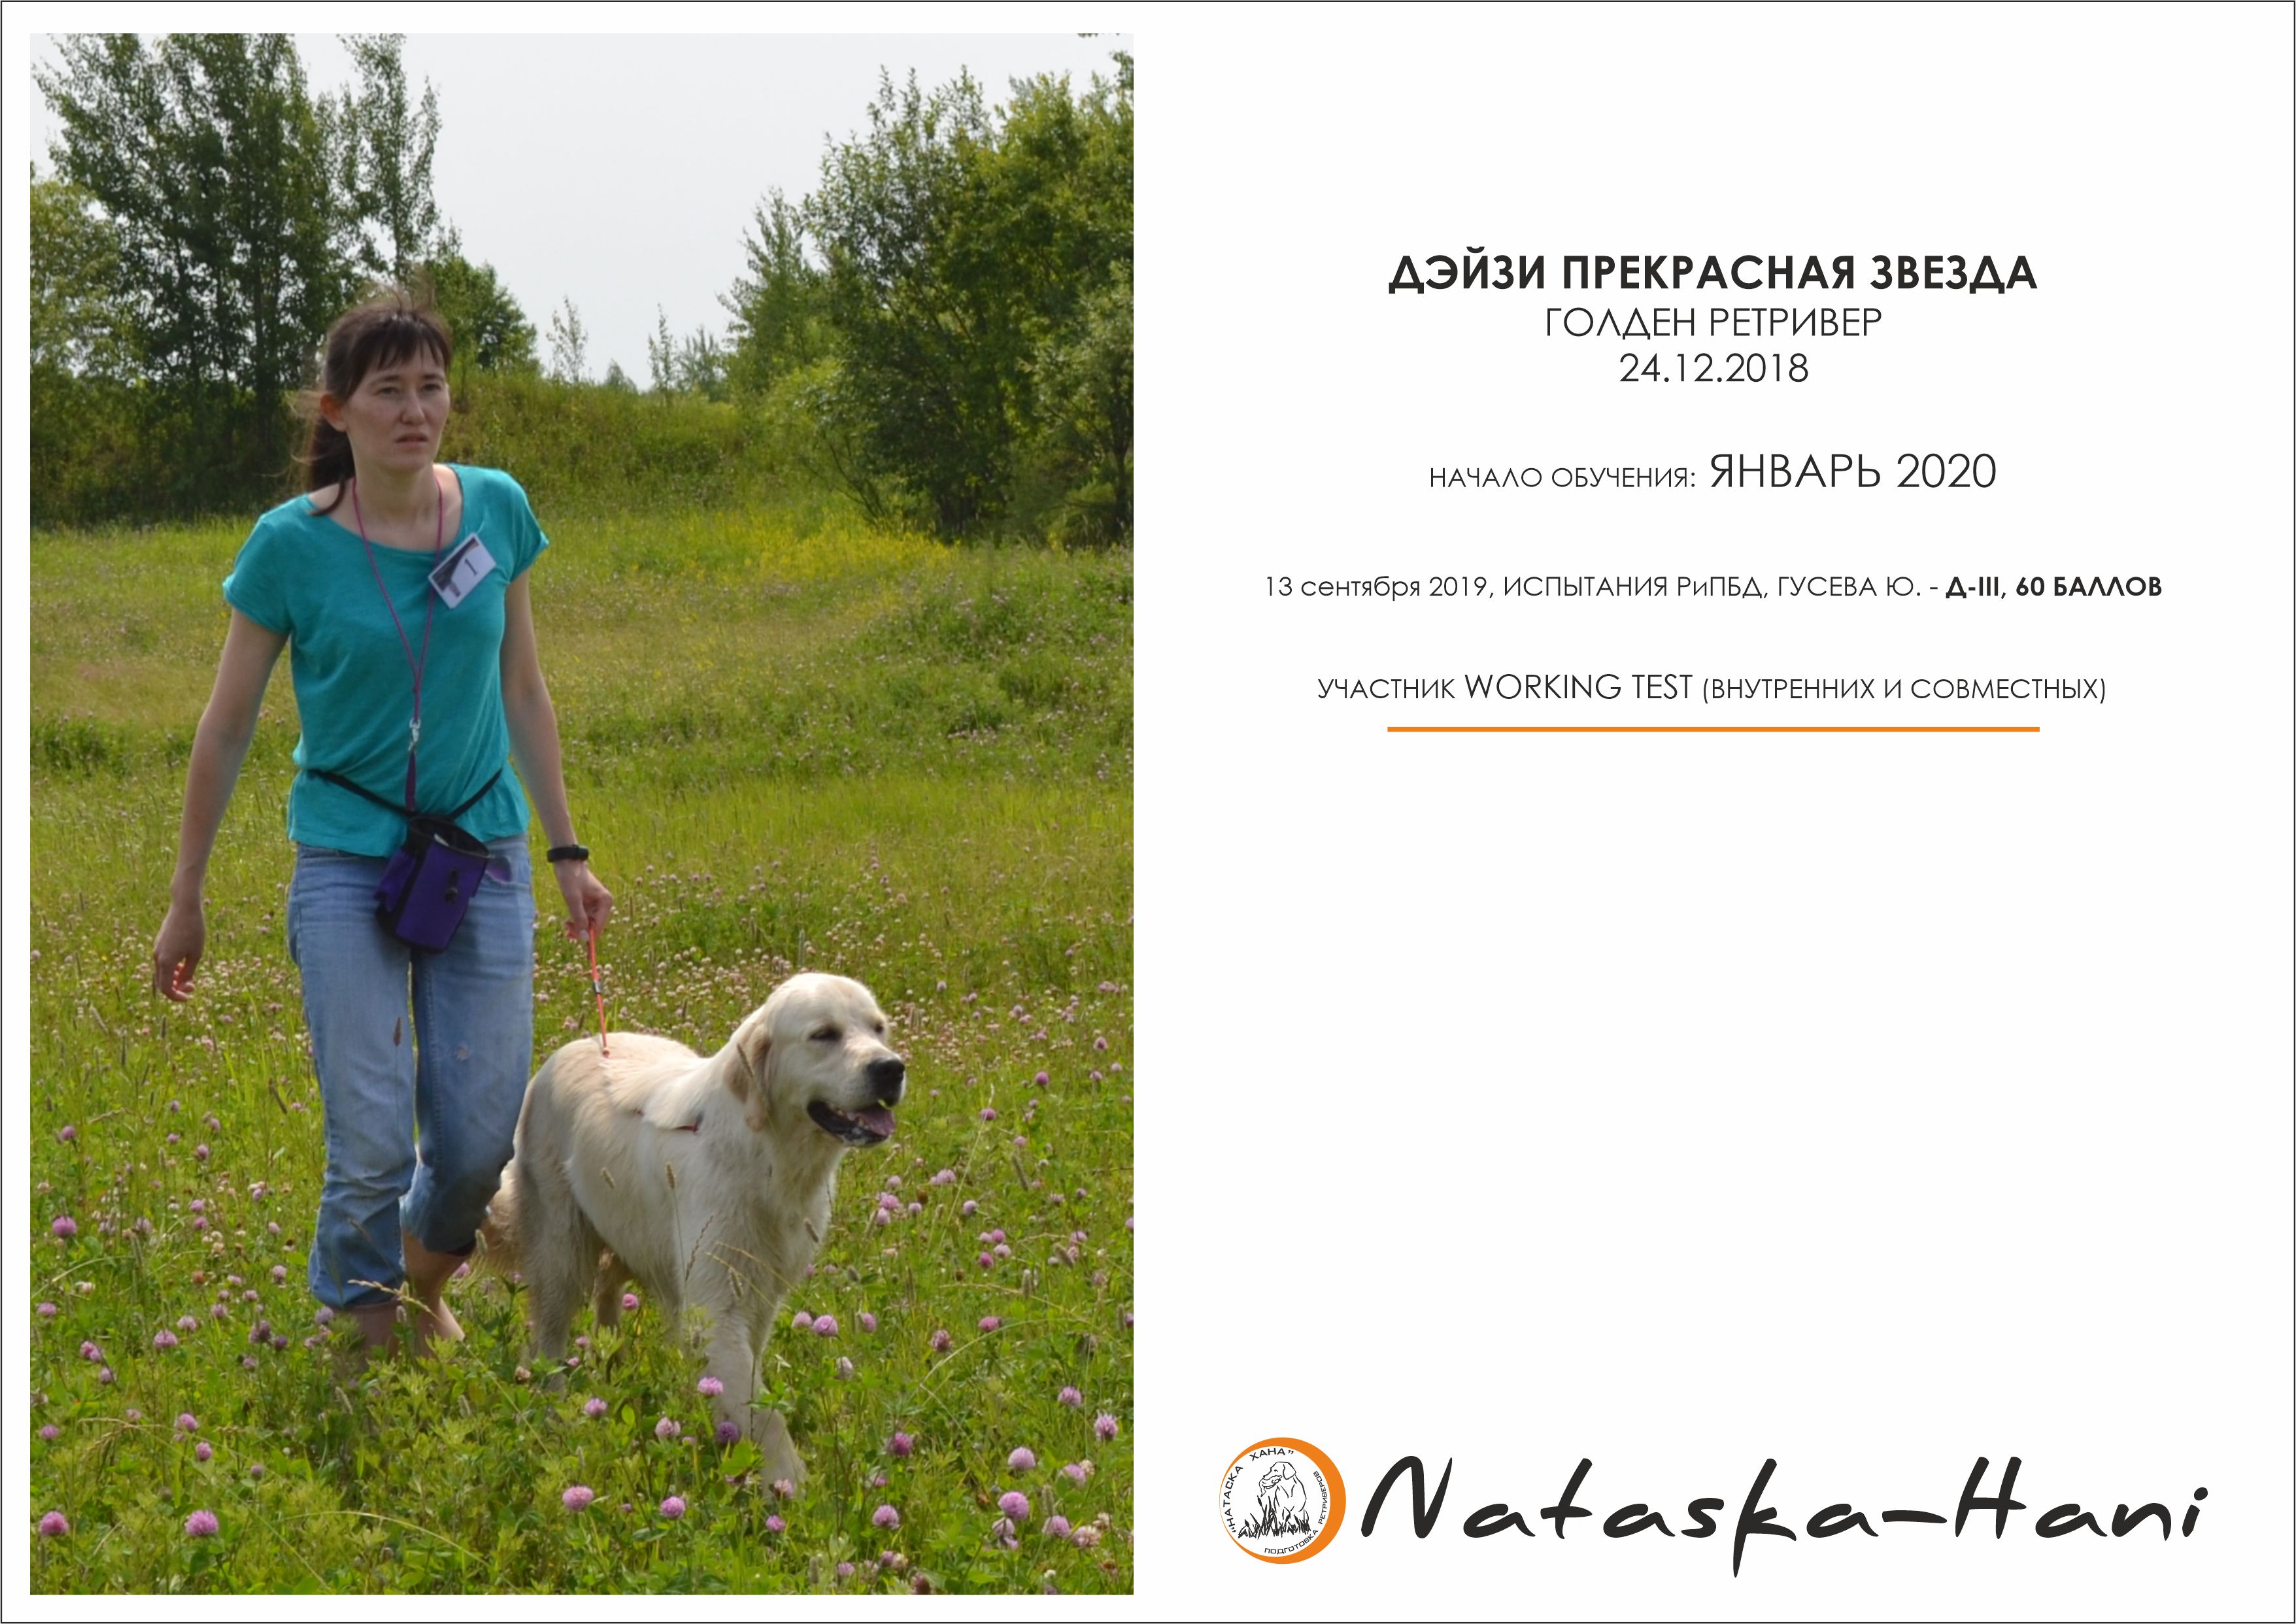 ДЭЙЗИ ПРЕКРАСНАЯ ЗВЕЗДА
ГОЛДЕН РЕТРИВЕР
24.12.2018
НАЧАЛО ОБУЧЕНИЯ: ЯНВАРЬ 2020
13 сентября 2019, ИСПЫТАНИЯ РиПБД, ГУСЕВА Ю. - Д-III, 60 БАЛЛОВ
УЧАСТНИК WORKING TEST (ВНУТРЕННИХ И СОВМЕСТНЫХ)
1
"НАТАСКА ХАНА"
ПОДГОТОВКА РЕТРИВЕРОВ
Nataska-Hani